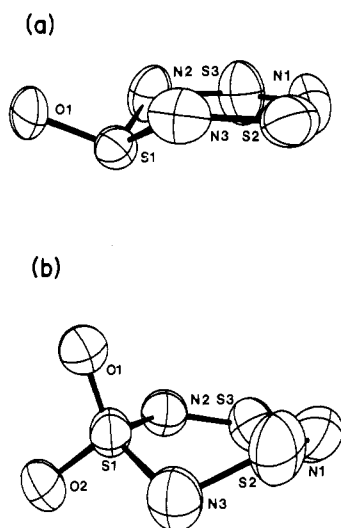 (a)
N2 S3 N1
O1
S1 N3 S2
(b)
O1
N2 S3
S1
O2 N3 S2 N1